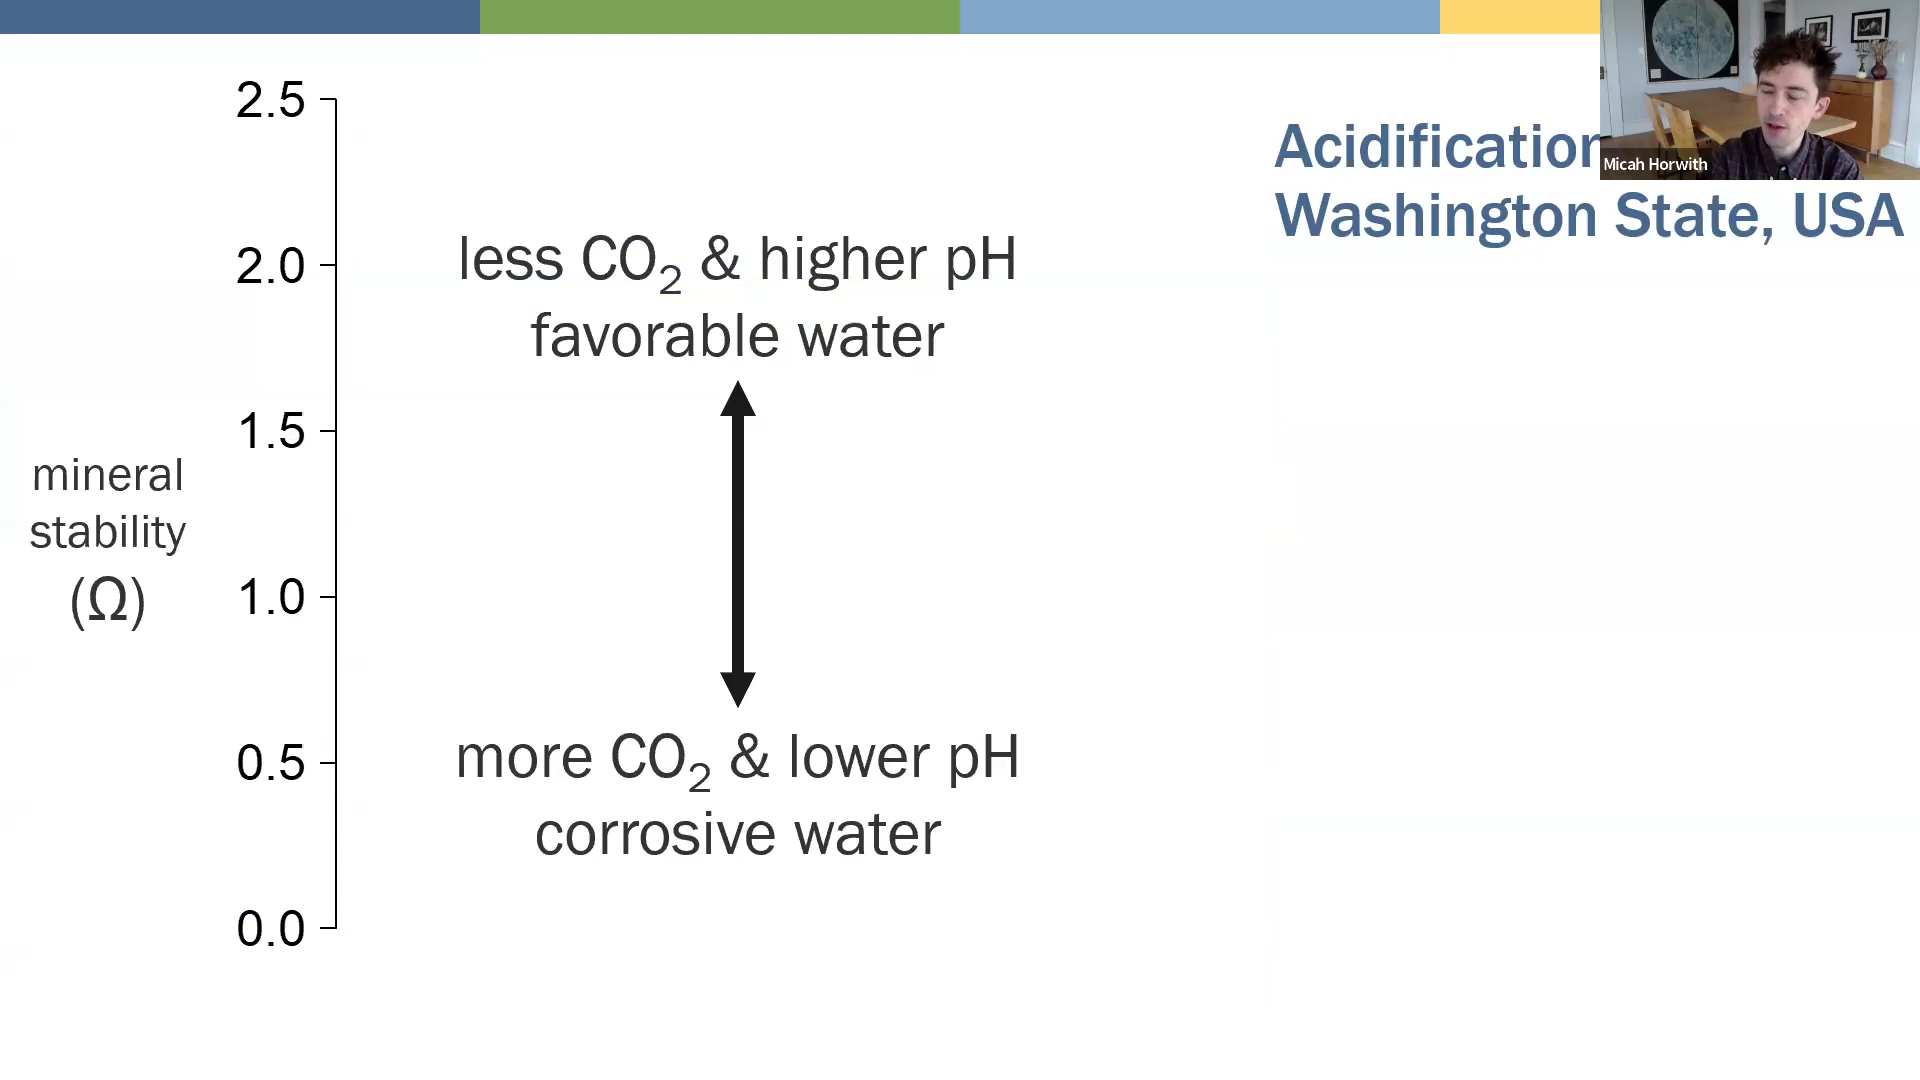 Acidification
Washington State, USA
Micah Horwith
2.5
2.0
1.5
1.0
0.5
0.0
mineral
stability
(Ω)
less CO₂ & higher pH
favorable water
more CO₂ & lower pH
corrosive water